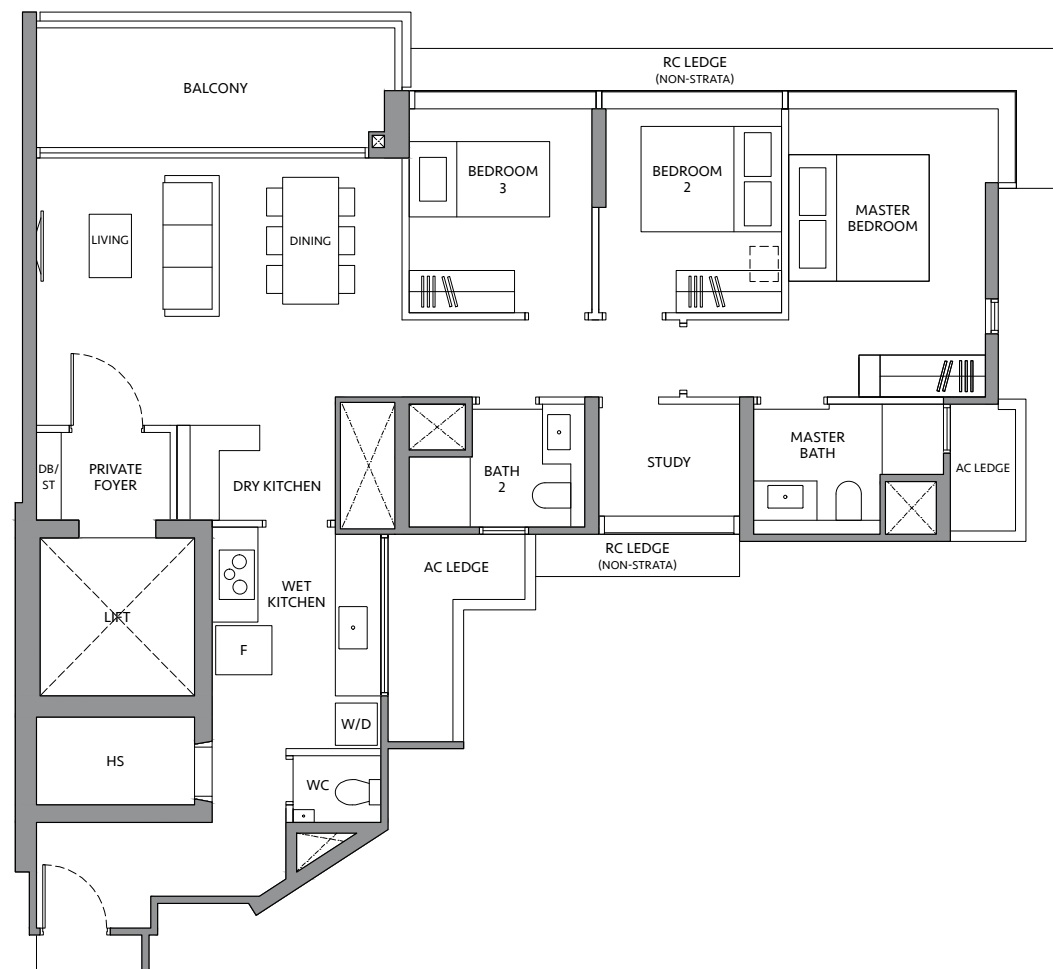 RC LEDGE
(NON-STRATA)
BALCONY
BEDROOM
3
BEDROOM
2
MASTER
BEDROOM
LIVING
DINING
DB/
ST
PRIVATE
FOYER
DRY KITCHEN
BATH
2
STUDY
MASTER
BATH
AC LEDGE
RC LEDGE
(NON-STRATA)
AC LEDGE
WET
KITCHEN
LIFT
F
W/D
HS
WC